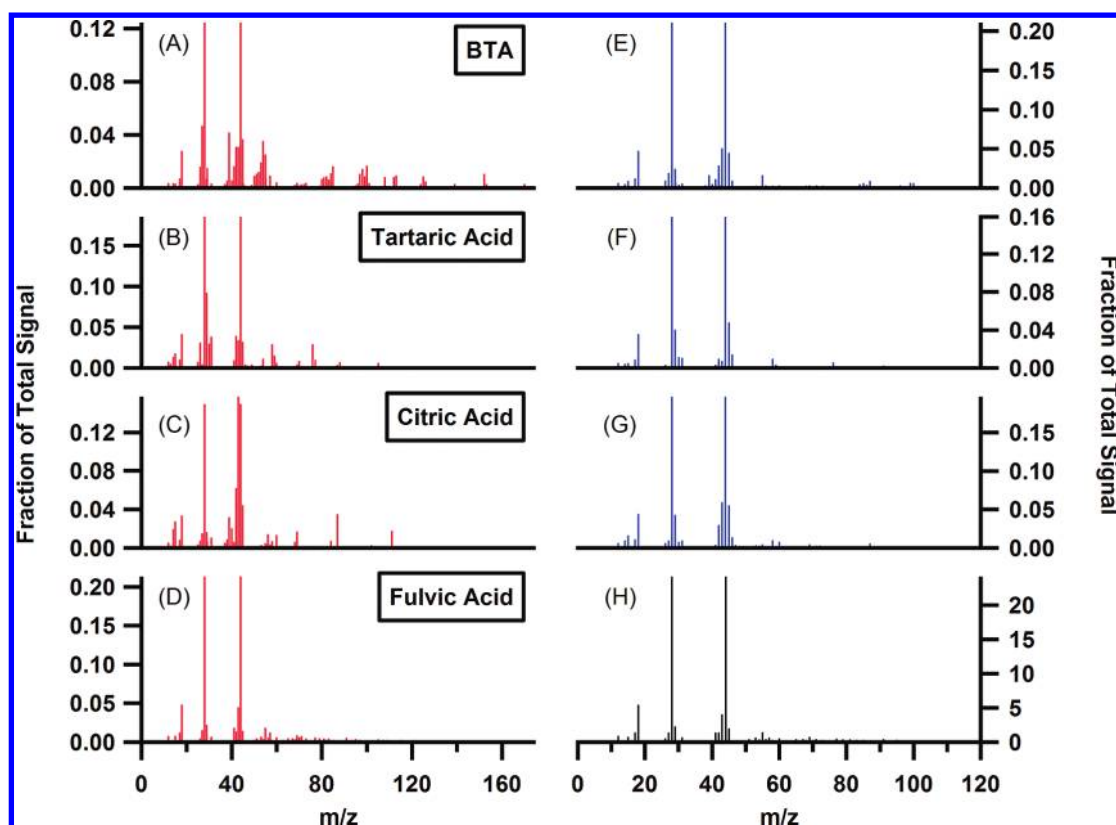 (A)
BTA
0.12
0.08
0.04
0.00
(E)
0.20
0.15
0.10
0.05
0.00
(B)
Tartaric Acid
0.15
0.10
0.05
0.00
(F)
0.16
0.12
0.08
0.04
0.00
(C)
Citric Acid
0.12
0.08
0.04
0.00
(G)
0.15
0.10
0.05
0.00
(D)
Fulvic Acid
0.20
0.15
0.10
0.05
0.00
(H)
20
15
10
5
0
Fraction of Total Signal
Fraction of Total Signal
0 40 80 120 160
0 20 40 60 80 100 120
m/z
m/z